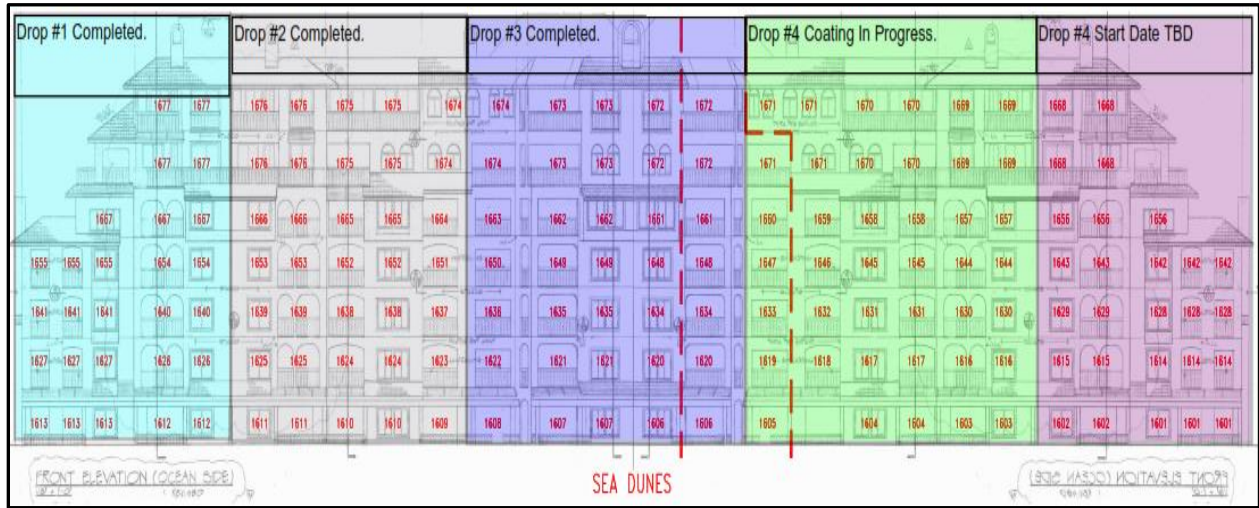 Drop #1 Completed. Drop #2 Completed. Drop #3 Completed. Drop #4 Coating In Progress. Drop #4 Start Date TBD
1677 1677 1676 1676 1675 1675 1674 1674 1673 1673 1672 1672 1671 1671 1670 1670 1669 1669 1668 1668
1677 1677 1676 1676 1675 1675 1674 1674 1673 1673 1672 1672 1671 1671 1670 1670 1669 1669 1668 1668
1667 1667 1667 1666 1666 1665 1665 1664 1663 1662 1662 1661 1661 1660 1659 1658 1658 1657 1657 1656 1656 1656
1655 1655 1655 1654 1654 1653 1653 1652 1652 1651 1650 1649 1649 1648 1648 1647 1646 1645 1645 1644 1644 1643 1643 1642 1642 1642
1641 1641 1641 1640 1640 1639 1639 1638 1638 1637 1636 1635 1635 1634 1634 1633 1632 1631 1631 1630 1630 1629 1629 1628 1628 1628
1627 1627 1627 1626 1626 1625 1625 1624 1624 1623 1622 1621 1621 1620 1620 1619 1618 1617 1617 1616 1616 1615 1615 1614 1614 1614
1613 1613 1613 1612 1612 1611 1611 1610 1610 1609 1608 1607 1607 1606 1606 1605 1604 1604 1603 1603 1602 1602 1601 1601 1601
FRONT ELEVATION (OCEAN SIDE) SEA DUNES FRONT ELEVATION (OCEAN SIDE)